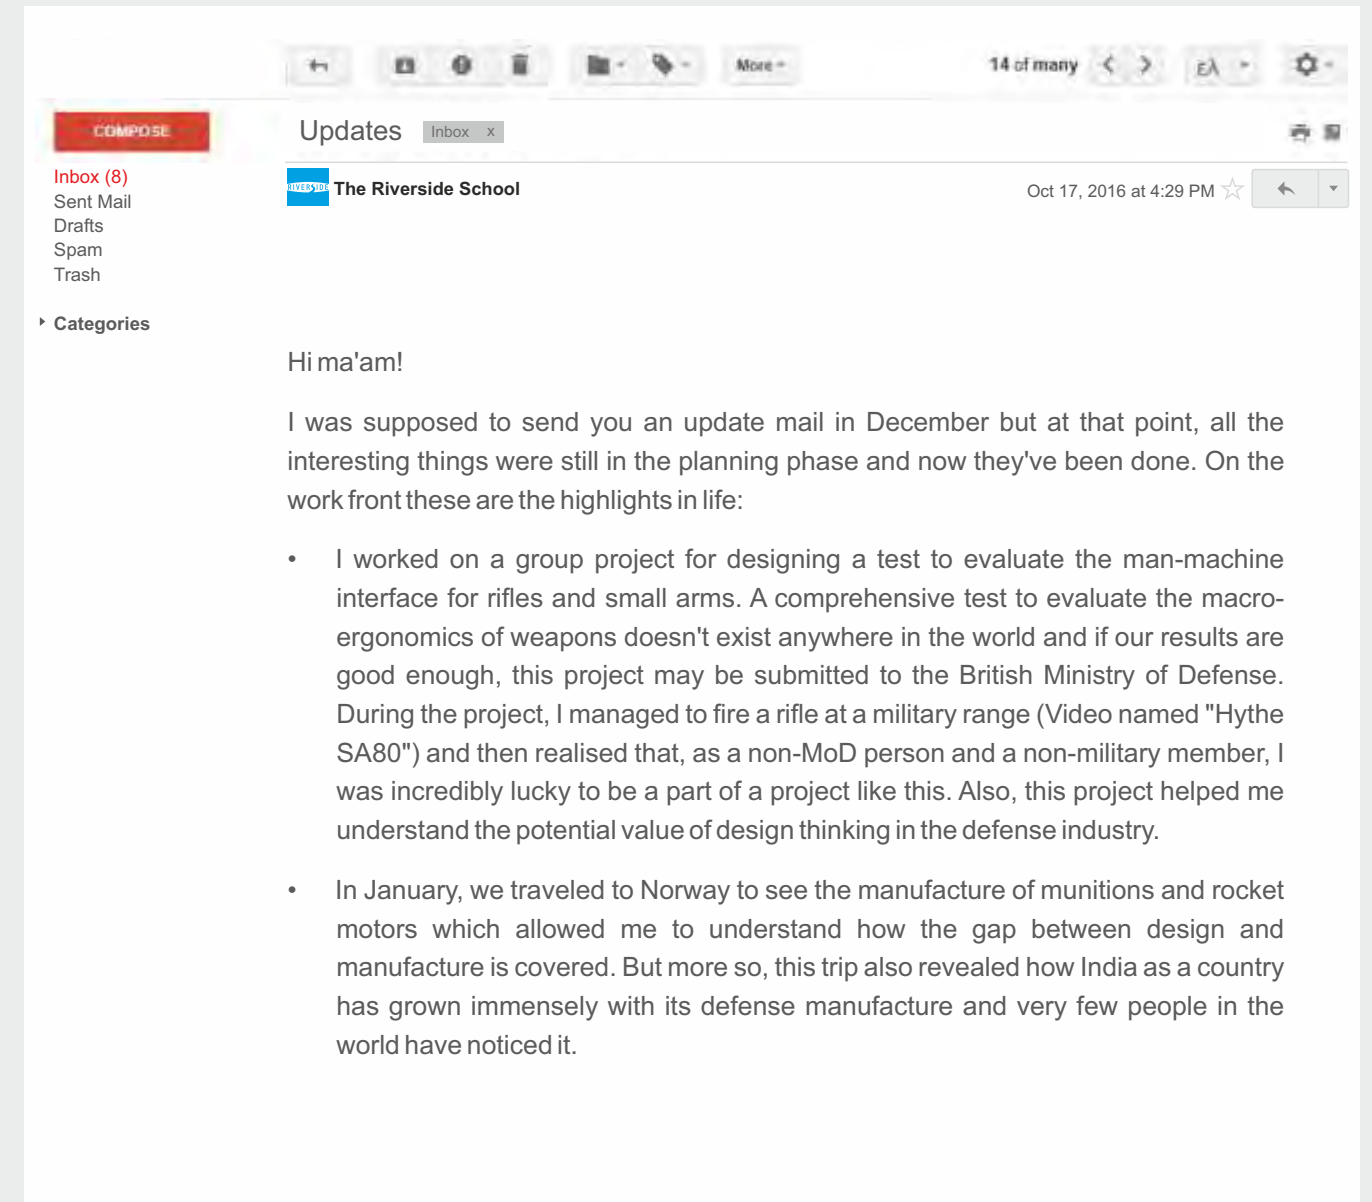 More
14 of many
COMPOSE
Updates
Inbox x
Inbox (8)
Sent Mail
Drafts
Spam
Trash
Categories
RIVERSIDE
The Riverside School
Oct 17, 2016 at 4:29 PM
Hi ma'am!
I was supposed to send you an update mail in December but at that point, all the
interesting things were still in the planning phase and now they've been done. On the
work front these are the highlights in life:
• I worked on a group project for designing a test to evaluate the man-machine
interface for rifles and small arms. A comprehensive test to evaluate the macro-
ergonomics of weapons doesn't exist anywhere in the world and if our results are
good enough, this project may be submitted to the British Ministry of Defense.
During the project, I managed to fire a rifle at a military range (Video named "Hythe
SA80") and then realised that, as a non-MoD person and a non-military member, I
was incredibly lucky to be a part of a project like this. Also, this project helped me
understand the potential value of design thinking in the defense industry.
• In January, we traveled to Norway to see the manufacture of munitions and rocket
motors which allowed me to understand how the gap between design and
manufacture is covered. But more so, this trip also revealed how India as a country
has grown immensely with its defense manufacture and very few people in the
world have noticed it.